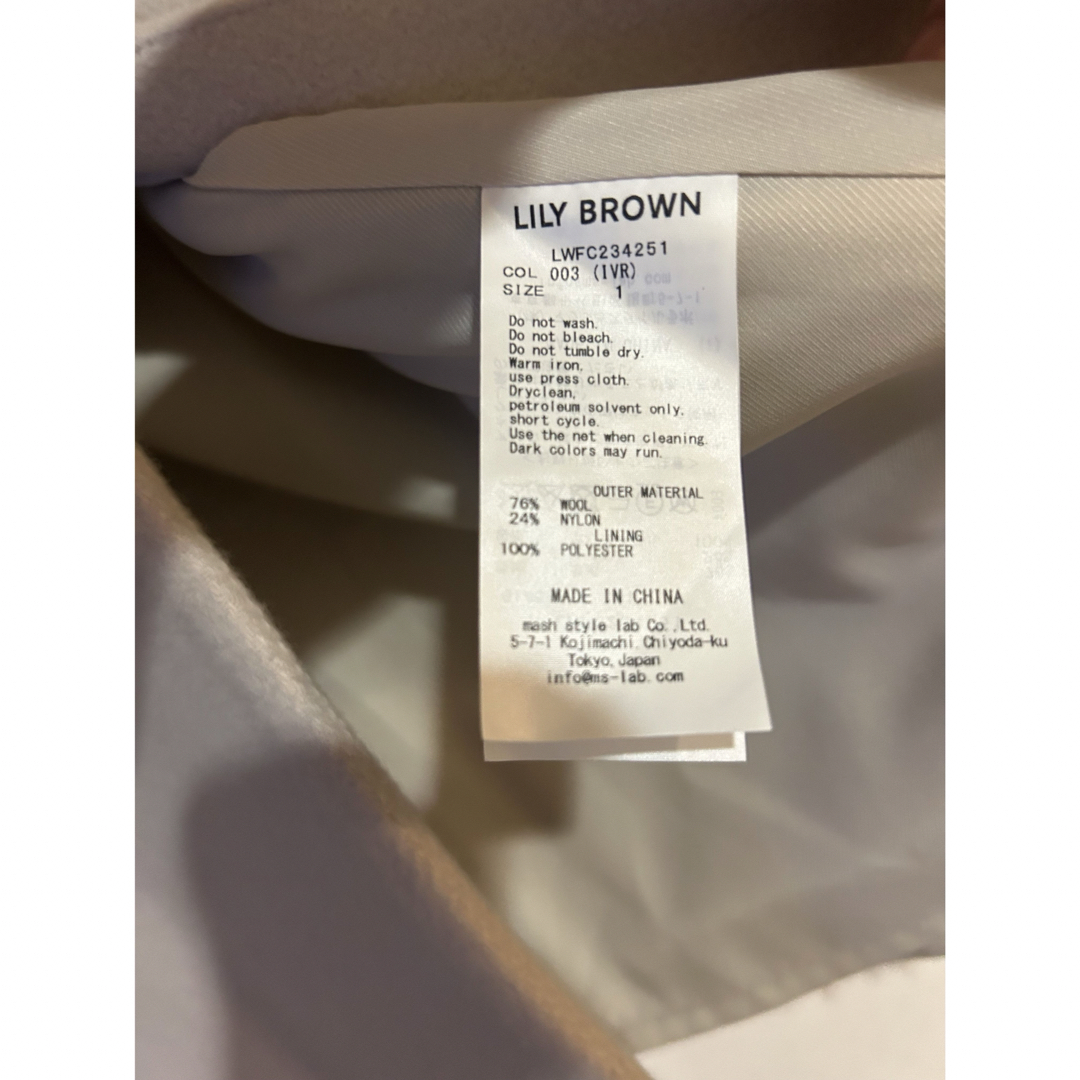 LILY BROWN
LWFC234251
COL 003 (IVR)
SIZE 1
Do not wash.
Do not bleach.
Do not tumble dry.
Warm iron,
use press cloth.
Dryclean,
petroleum solvent only.
short cycle.
Use the net when cleaning.
Dark colors may run.
OUTER MATERIAL
76% WOOL
24% NYLON
LINING
100% POLYESTER
MADE IN CHINA
mash style lab Co.,Ltd.
5-7-1 Kojimachi,Chiyoda-ku
Tokyo,Japan
info@ms-lab.com